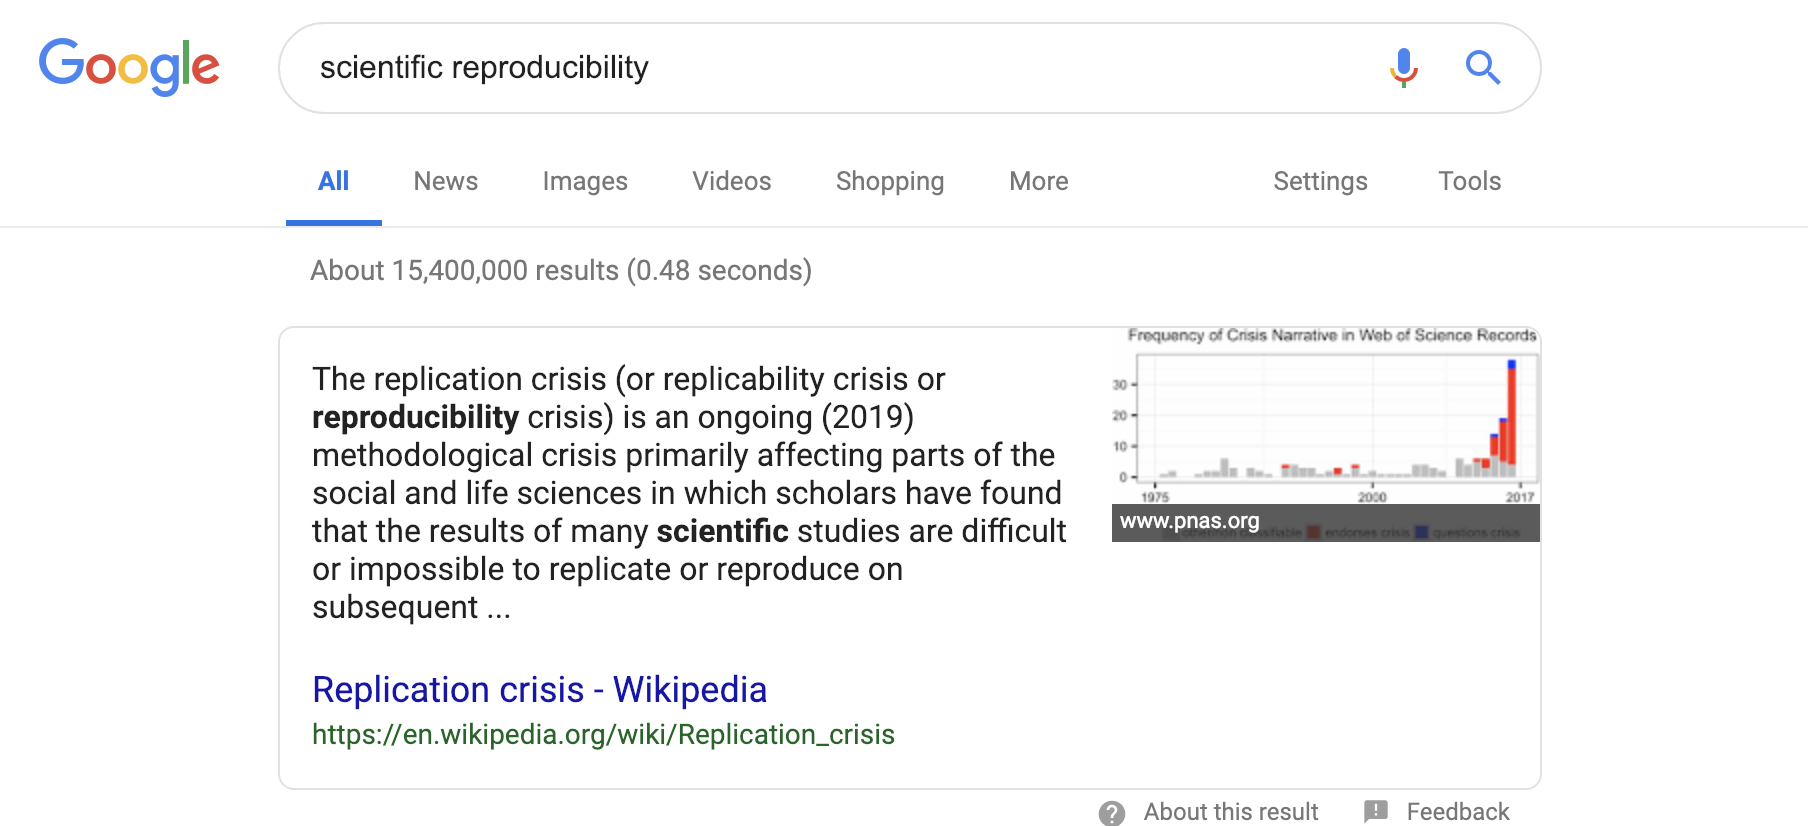 Google
scientific reproducibility
All News Images Videos Shopping More Settings Tools
About 15,400,000 results (0.48 seconds)
The replication crisis (or replicability crisis or
reproducibility crisis) is an ongoing (2019)
methodological crisis primarily affecting parts of the
social and life sciences in which scholars have found
that the results of many scientific studies are difficult
or impossible to replicate or reproduce on
subsequent ...
Replication crisis - Wikipedia
https://en.wikipedia.org/wiki/Replication_crisis
Frequency of Crisis Narrative in Web of Science Records
30
20
10
0
1975 2000 2017
www.pnas.org
endorses crisis questions crisis
About this result Feedback